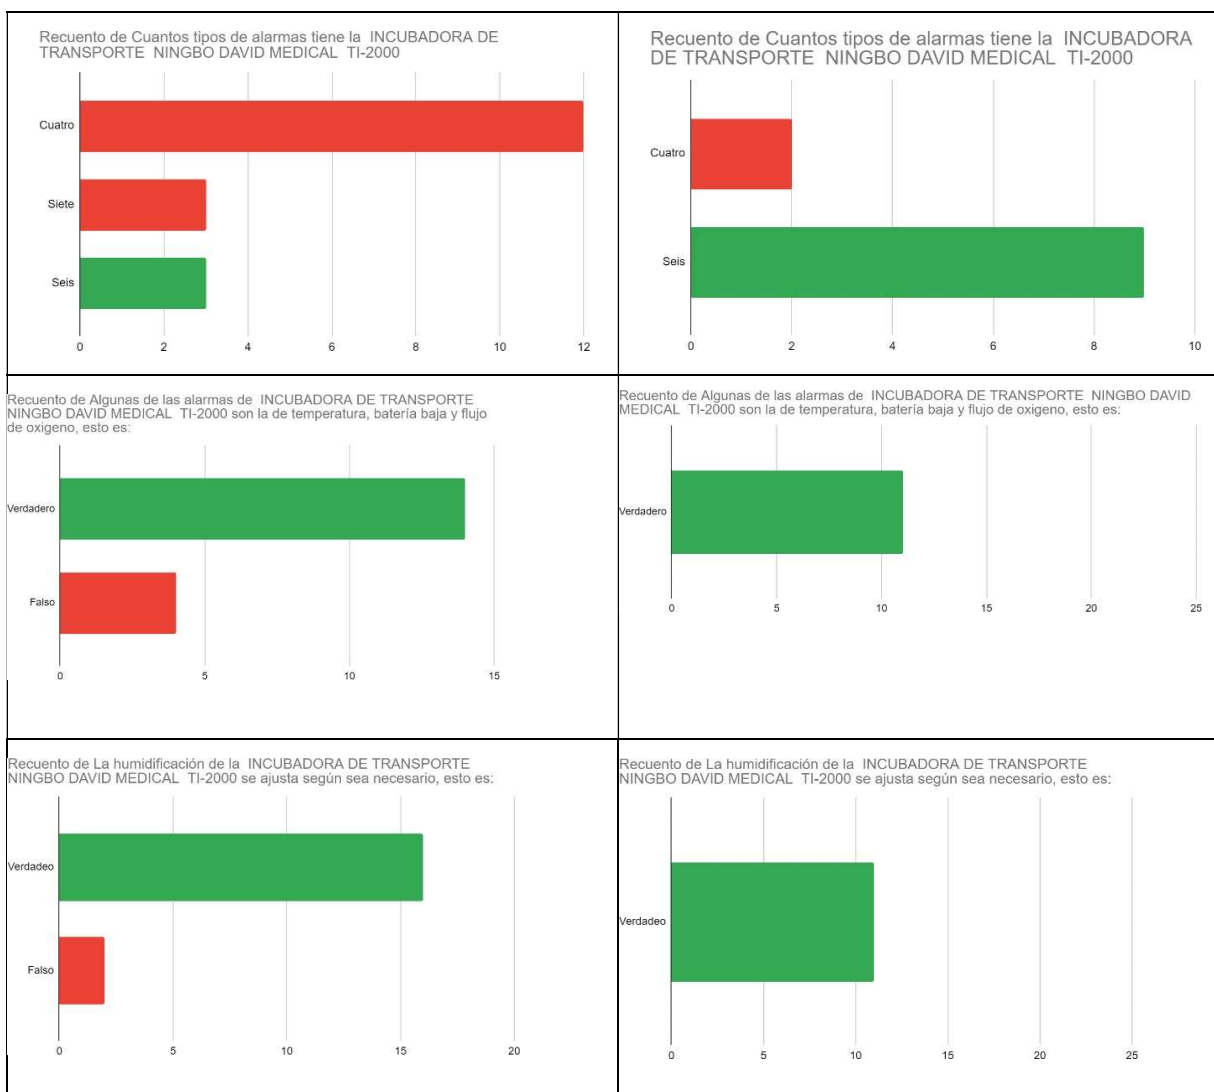 Recuento de Cuantos tipos de alarmas tiene la INCUBADORA DE
TRANSPORTE NINGBO DAVID MEDICAL TI-2000
Cuatro
Siete
Seis
0 2 4 6 8 10 12
Recuento de Cuantos tipos de alarmas tiene la INCUBADORA
DE TRANSPORTE NINGBO DAVID MEDICAL TI-2000
Cuatro
Seis
0 2 4 6 8 10
Recuento de Algunas de las alarmas de INCUBADORA DE TRANSPORTE
NINGBO DAVID MEDICAL TI-2000 son la de temperatura, batería baja y flujo
de oxigeno, esto es:
Verdadero
Falso
0 5 10 15
Recuento de Algunas de las alarmas de INCUBADORA DE TRANSPORTE NINGBO DAVID
MEDICAL TI-2000 son la de temperatura, batería baja y flujo de oxigeno, esto es:
Verdadero
0 5 10 15 20 25
Recuento de La humidificación de la INCUBADORA DE TRANSPORTE
NINGBO DAVID MEDICAL TI-2000 se ajusta según sea necesario, esto es:
Verdadeo
Falso
0 5 10 15 20
Recuento de La humidificación de la INCUBADORA DE TRANSPORTE
NINGBO DAVID MEDICAL TI-2000 se ajusta según sea necesario, esto es:
Verdadeo
0 5 10 15 20 25